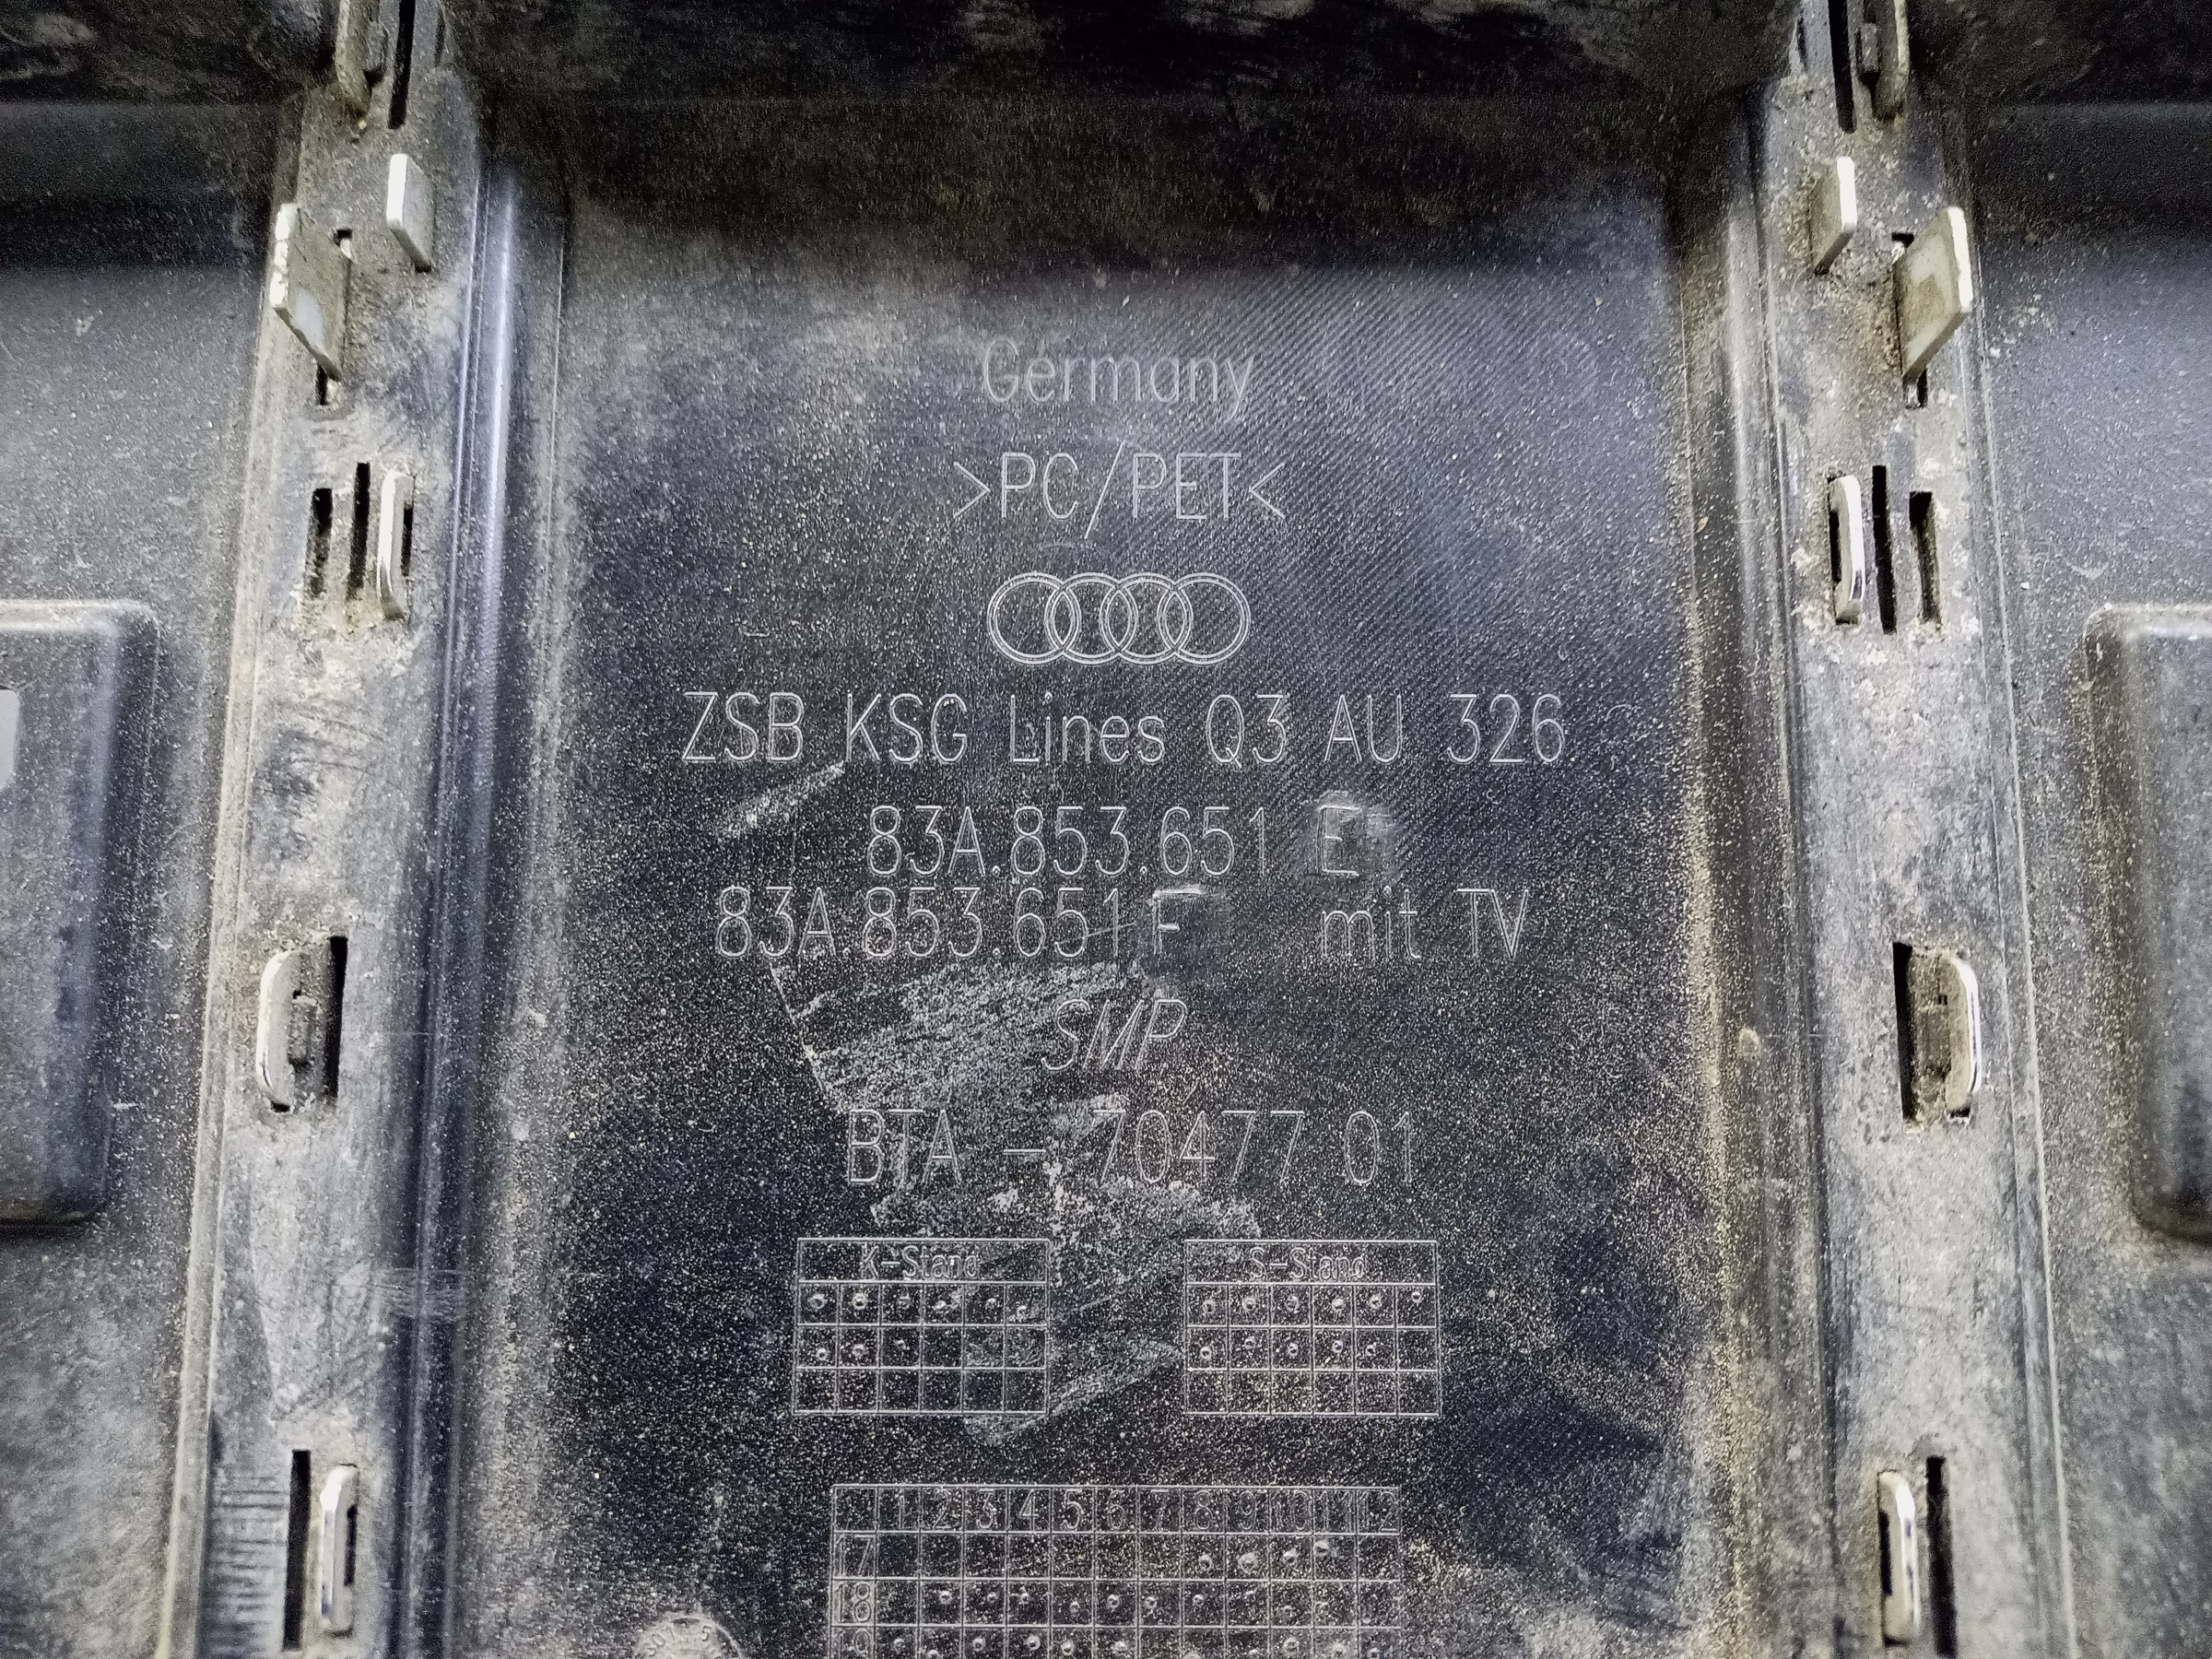 Germany
>PC/PET<
ZSB KSG Lines Q3 AU 326
83A.853.651 E
83A.853.651 F mit TV
SMP
BTA - 70477 01
K-Stand S-Stand
1 2 3 4 5 6 7 8 9 10 11 12
18